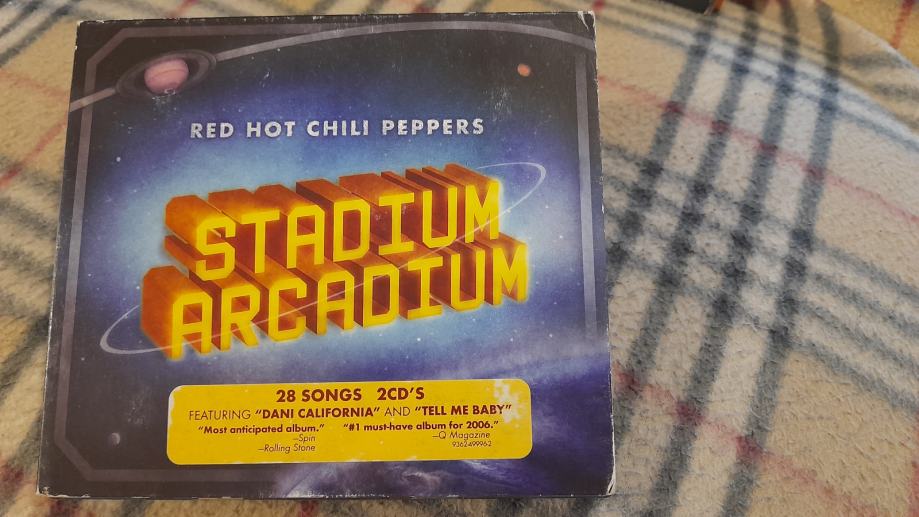 RED HOT CHILI PEPPERS
STADIUM
ARCADIUM
28 SONGS 2CD'S
FEATURING "DANI CALIFORNIA" AND "TELL ME BABY"
"Most anticipated album." "#1 must-have album for 2006."
—Spin —Q Magazine
—Rolling Stone 9362499962